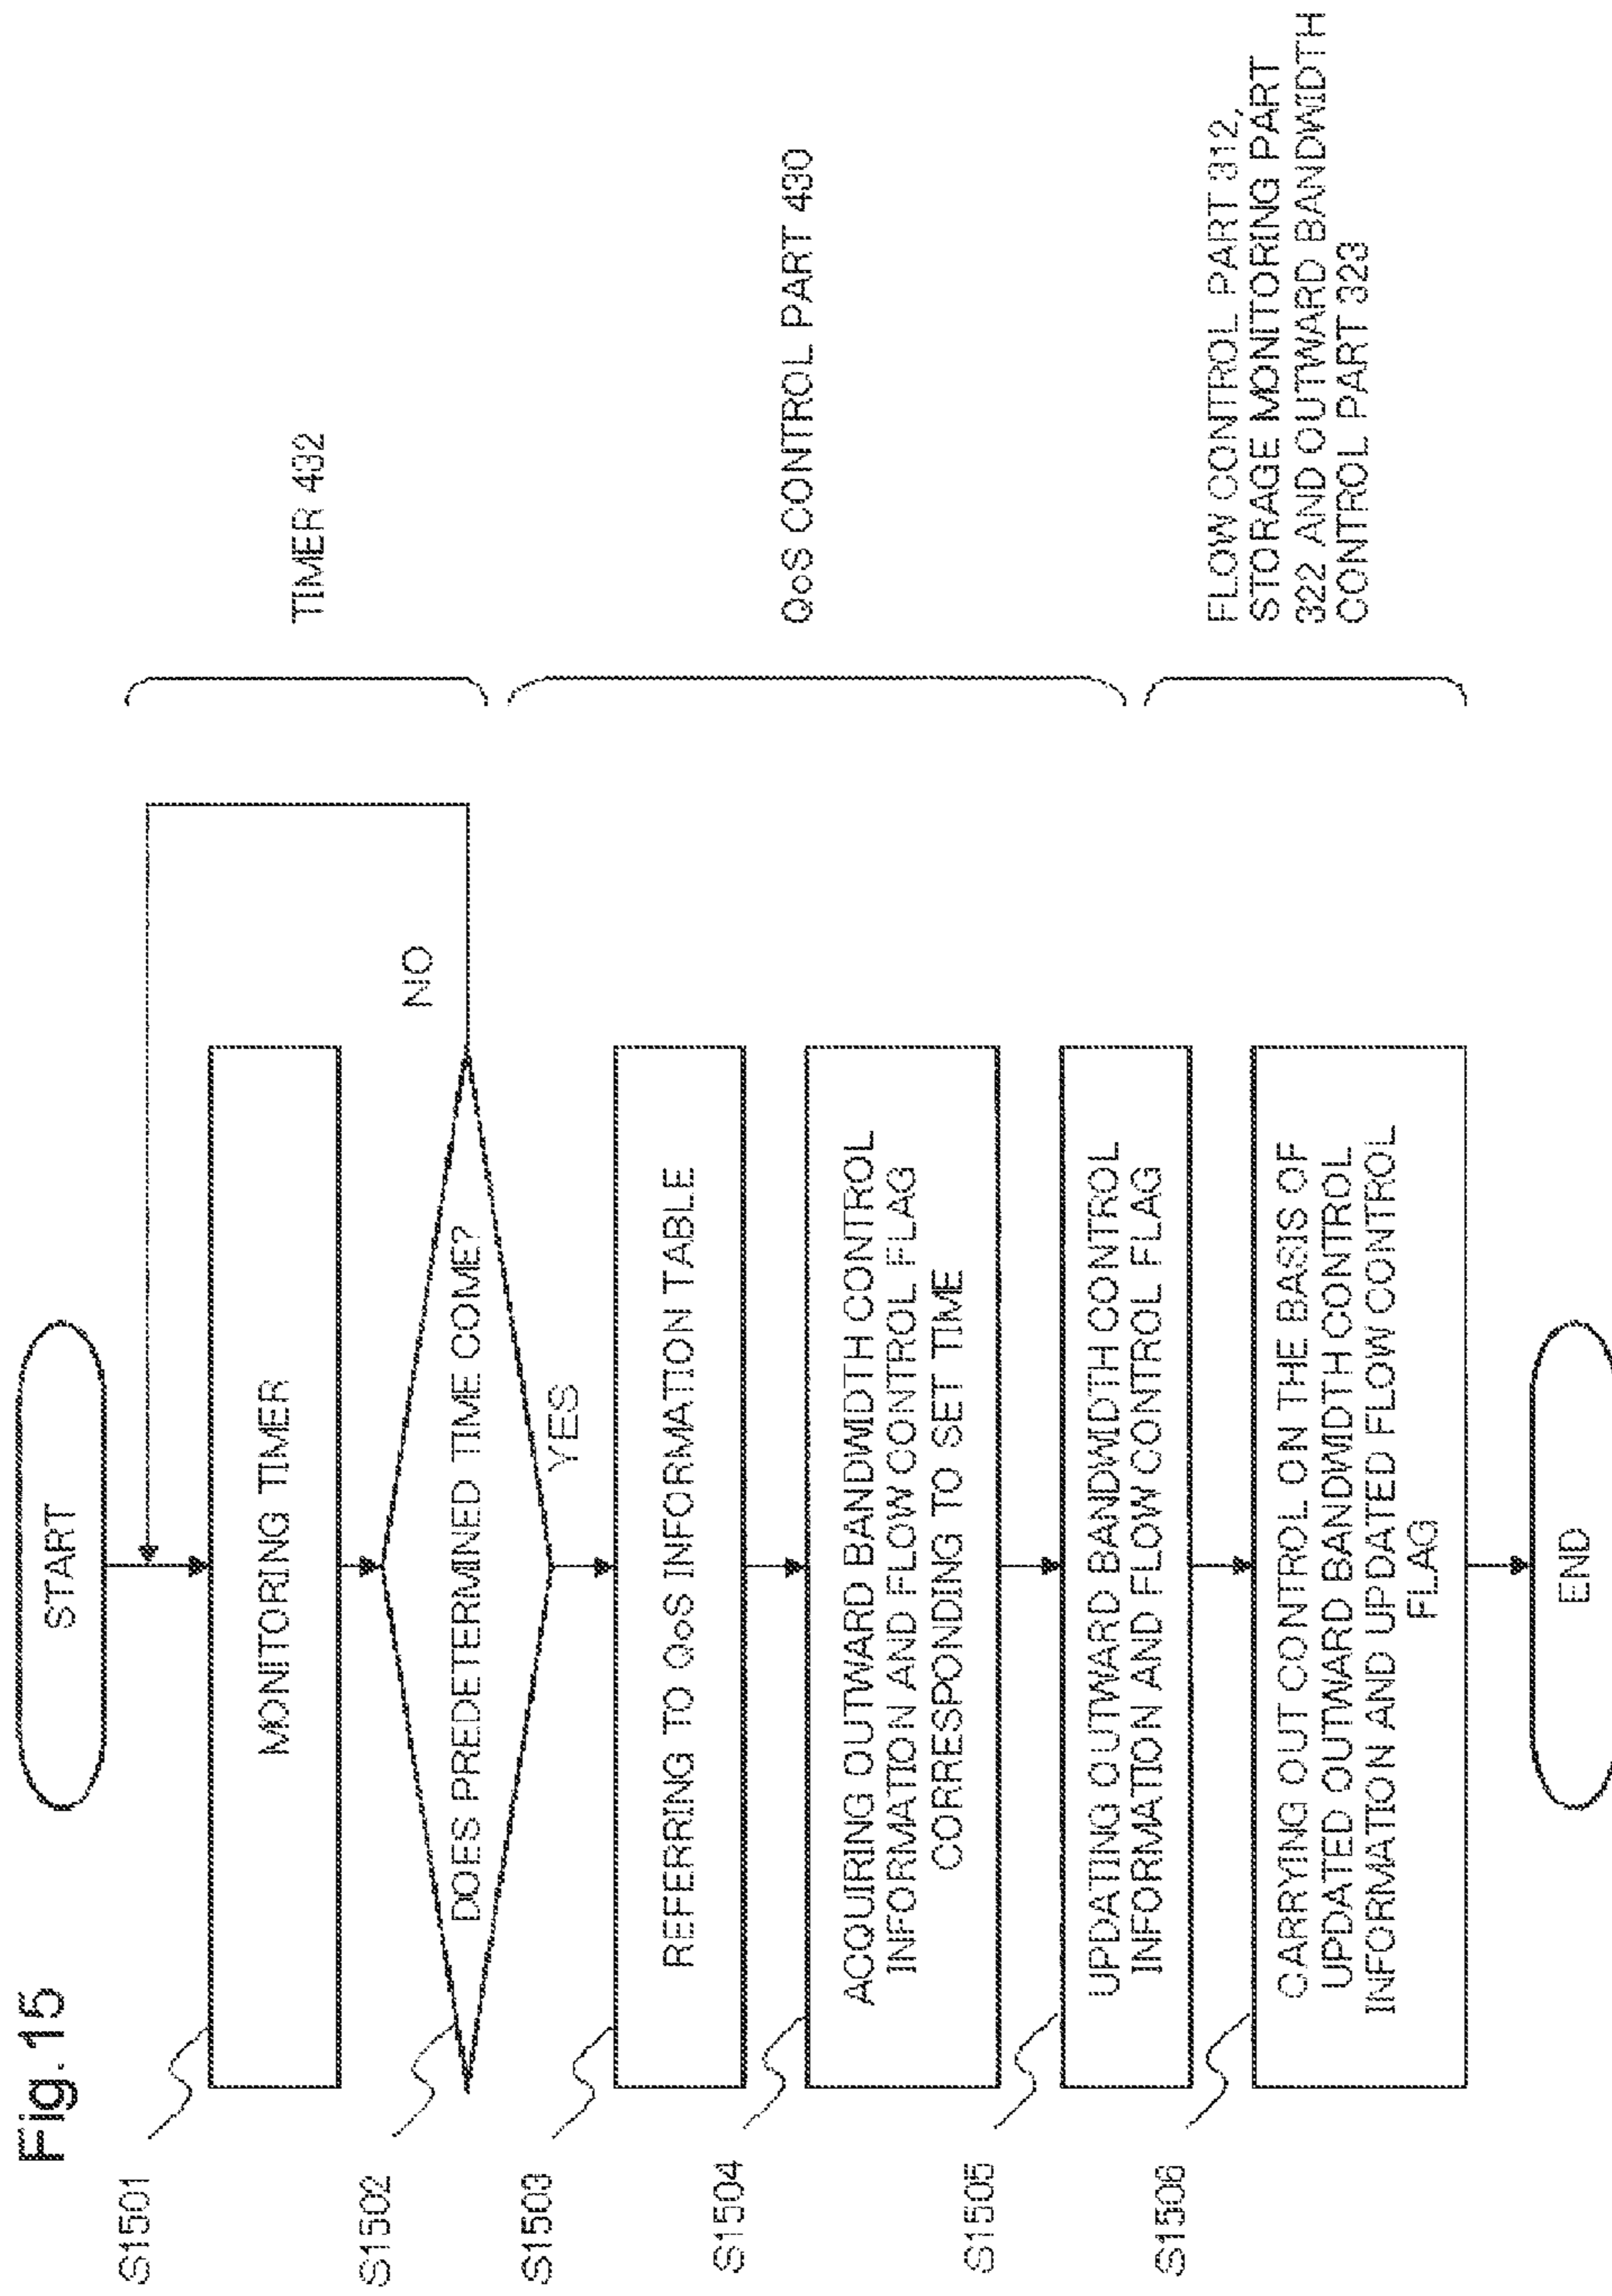 Fig. 15
START
S1501
MONITORING TIMER
TIMER 432
S1502
DOES PREDETERMINED TIME COME?
NO
YES
S1503
REFERRING TO QoS INFORMATION TABLE
QoS CONTROL PART 430
S1504
ACQUIRING OUTWARD BANDWIDTH CONTROL
INFORMATION AND FLOW CONTROL FLAG
CORRESPONDING TO SET TIME
S1505
UPDATING OUTWARD BANDWIDTH CONTROL
INFORMATION AND FLOW CONTROL FLAG
S1506
CARRYING OUT CONTROL ON THE BASIS OF
UPDATED OUTWARD BANDWIDTH CONTROL
INFORMATION AND UPDATED FLOW CONTROL
FLAG
FLOW CONTROL PART 312,
STORAGE MONITORING PART
322 AND OUTWARD BANDWIDTH
CONTROL PART 323
END